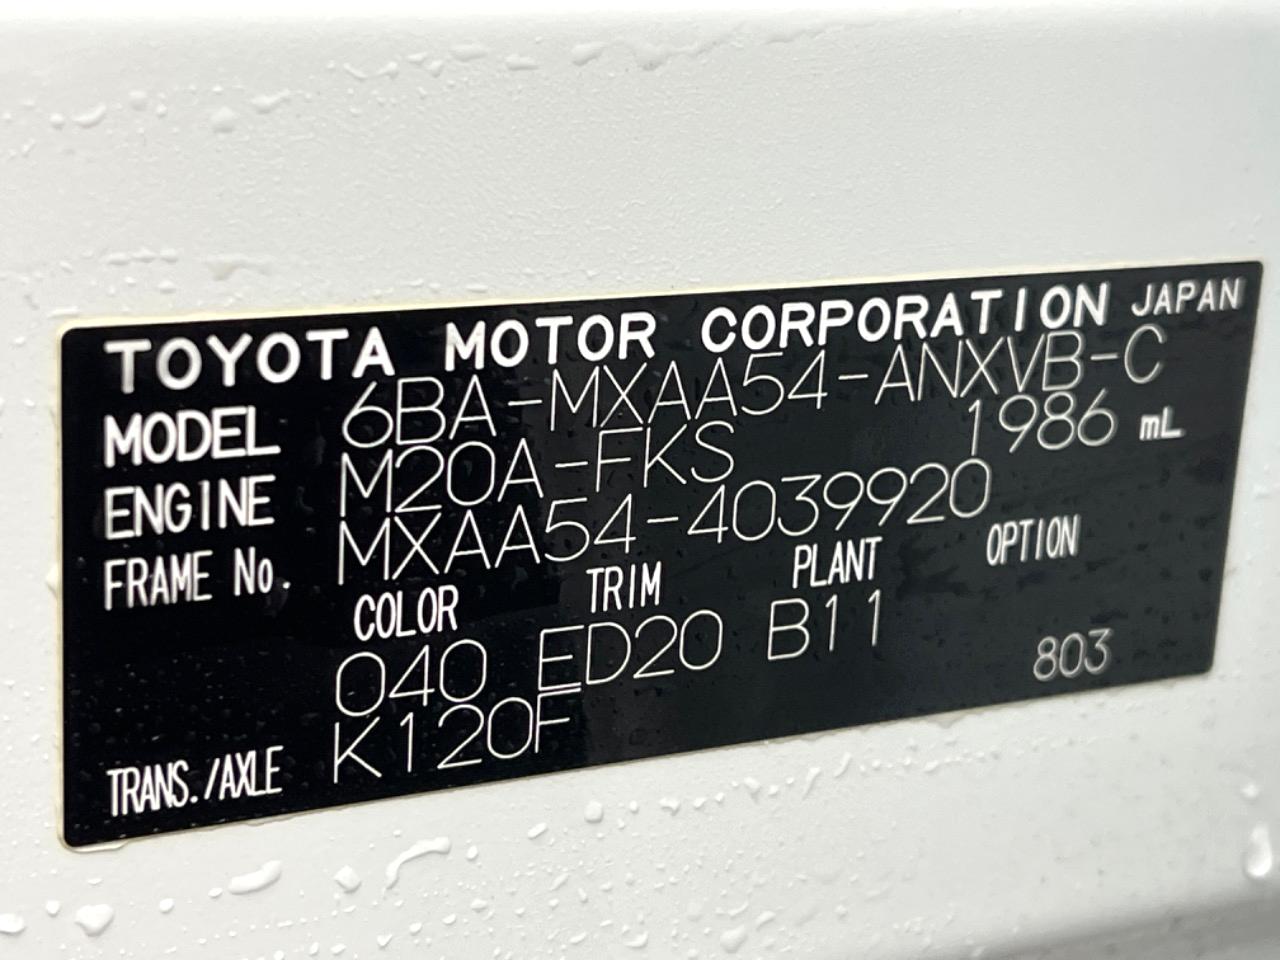 TOYOTA MOTOR CORPORATION JAPAN
MODEL 6BA-MXAA54-ANXVB-C
ENGINE M20A-FKS 1986 mL
FRAME No. MXAA54-4039920
COLOR TRIM PLANT OPTION
040 ED20 B11 803
TRANS./AXLE K120F